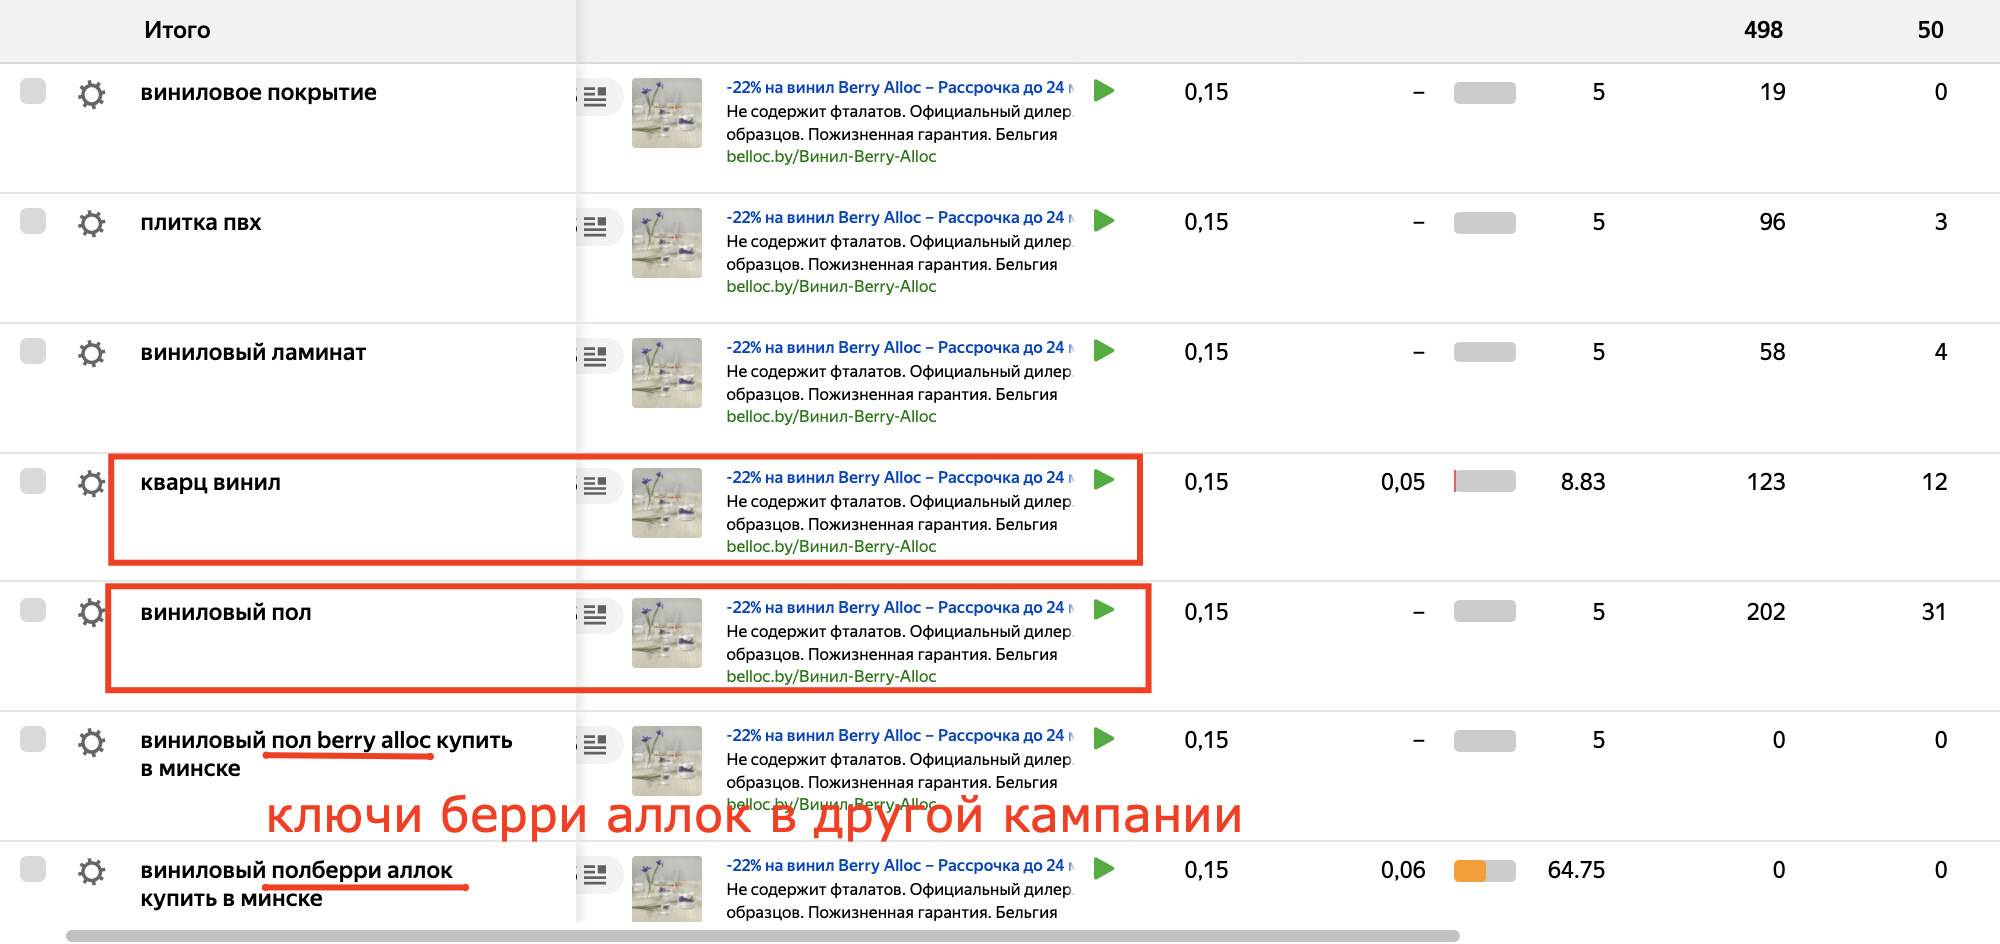 Итого 498 50
виниловое покрытие -22% на винил Berry Alloc – Рассрочка до 24 0,15 – 5 19 0
Не содержит фталатов. Официальный дилер.
образцов. Пожизненная гарантия. Бельгия
belloc.by/Винил-Berry-Alloc
плитка пвх -22% на винил Berry Alloc – Рассрочка до 24 0,15 – 5 96 3
Не содержит фталатов. Официальный дилер.
образцов. Пожизненная гарантия. Бельгия
belloc.by/Винил-Berry-Alloc
виниловый ламинат -22% на винил Berry Alloc – Рассрочка до 24 0,15 – 5 58 4
Не содержит фталатов. Официальный дилер.
образцов. Пожизненная гарантия. Бельгия
belloc.by/Винил-Berry-Alloc
кварц винил -22% на винил Berry Alloc – Рассрочка до 24 0,15 0,05 8.83 123 12
Не содержит фталатов. Официальный дилер.
образцов. Пожизненная гарантия. Бельгия
belloc.by/Винил-Berry-Alloc
виниловый пол -22% на винил Berry Alloc – Рассрочка до 24 0,15 – 5 202 31
Не содержит фталатов. Официальный дилер.
образцов. Пожизненная гарантия. Бельгия
belloc.by/Винил-Berry-Alloc
виниловый пол berry alloc купить -22% на винил Berry Alloc – Рассрочка до 24 0,15 – 5 0 0
в минске Не содержит фталатов. Официальный дилер.
образцов. Пожизненная гарантия. Бельгия
belloc.by/Винил-Berry-Alloc
ключи берри аллок в другой кампании
виниловый полберри аллок -22% на винил Berry Alloc – Рассрочка до 24 0,15 0,06 64.75 0 0
купить в минске Не содержит фталатов. Официальный дилер.
образцов. Пожизненная гарантия. Бельгия